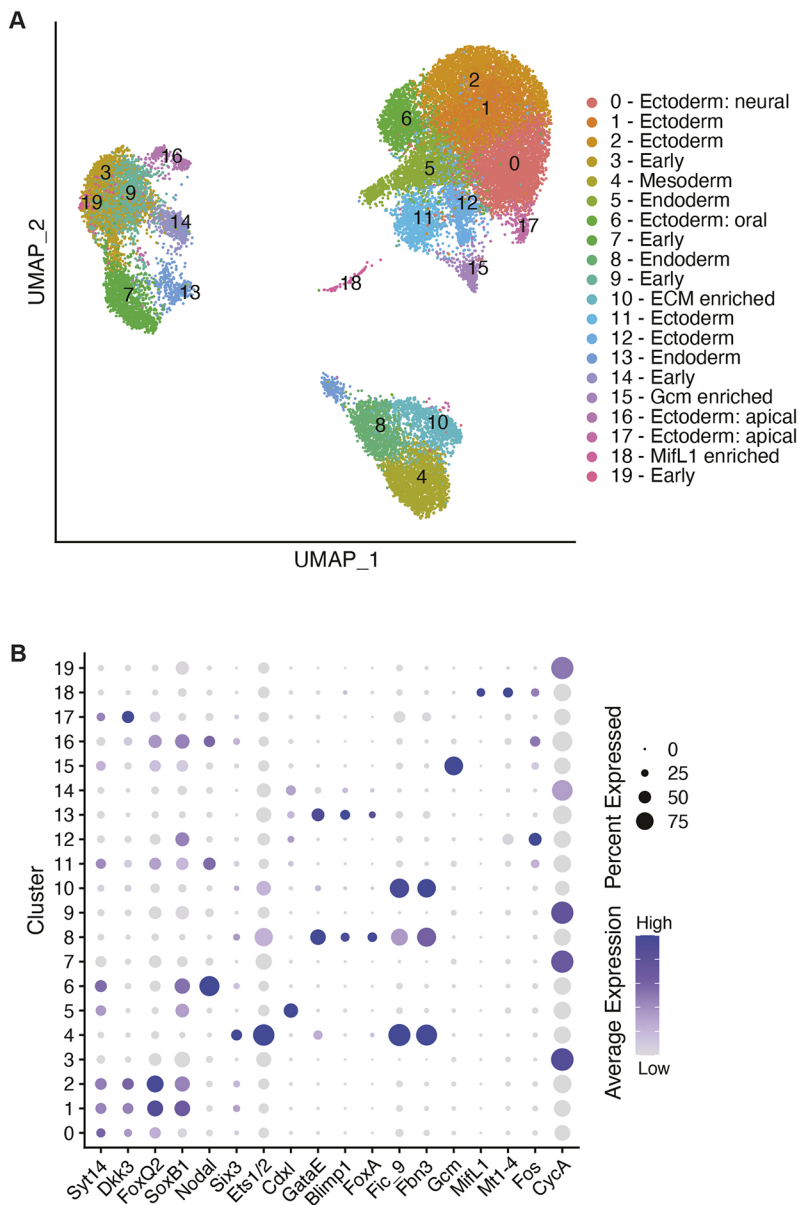 A
UMAP_2
UMAP_1
2
1
6
0
5
12
11
17
15
18
16
3
9
19
14
7
13
8
10
4
0 - Ectoderm: neural
1 - Ectoderm
2 - Ectoderm
3 - Early
4 - Mesoderm
5 - Endoderm
6 - Ectoderm: oral
7 - Early
8 - Endoderm
9 - Early
10 - ECM enriched
11 - Ectoderm
12 - Ectoderm
13 - Endoderm
14 - Early
15 - Gcm enriched
16 - Ectoderm: apical
17 - Ectoderm: apical
18 - MifL1 enriched
19 - Early
B
Cluster
19
18
17
16
15
14
13
12
11
10
9
8
7
6
5
4
3
2
1
0
Syt14
Dkk3
FoxQ2
SoxB1
Nodal
Six3
Ets1/2
Cdxl
GataE
Blimp1
FoxA
Fic_9
Fbn3
Gcm
MifL1
Mt1-4
Fos
CycA
Percent Expressed
0
25
50
75
Average Expression
High
Low